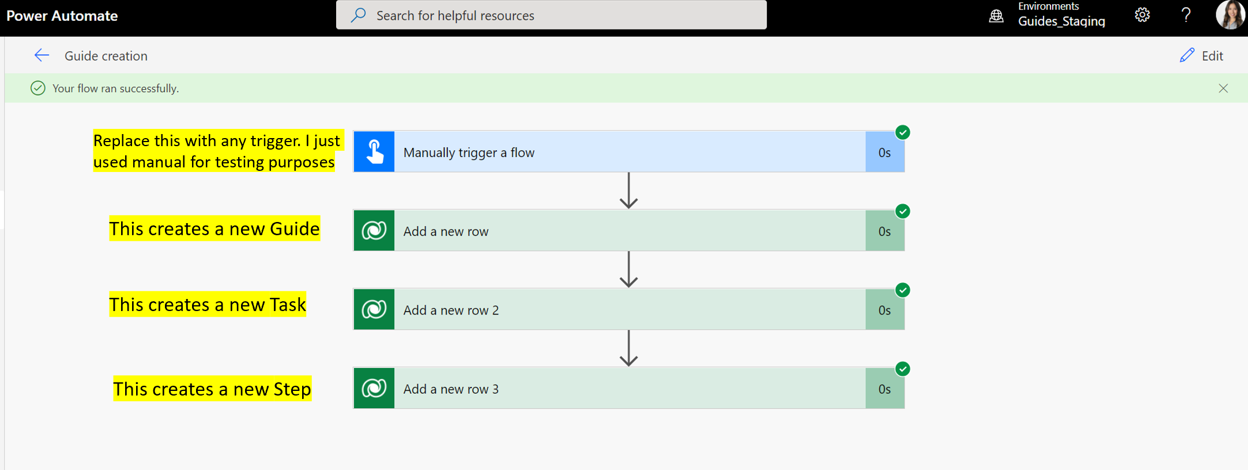 Power Automate
Search for helpful resources
Environments
Guides_Staging
?
Guide creation
Edit
Your flow ran successfully.
Replace this with any trigger. I just
used manual for testing purposes
Manually trigger a flow
0s
This creates a new Guide
Add a new row
0s
This creates a new Task
Add a new row 2
0s
This creates a new Step
Add a new row 3
0s